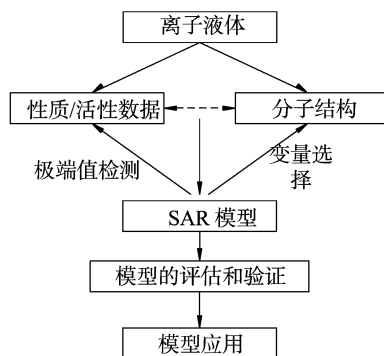 离子液体
性质/活性数据
分子结构
极端值检测
变量选
择
SAR 模型
模型的评估和验证
模型应用